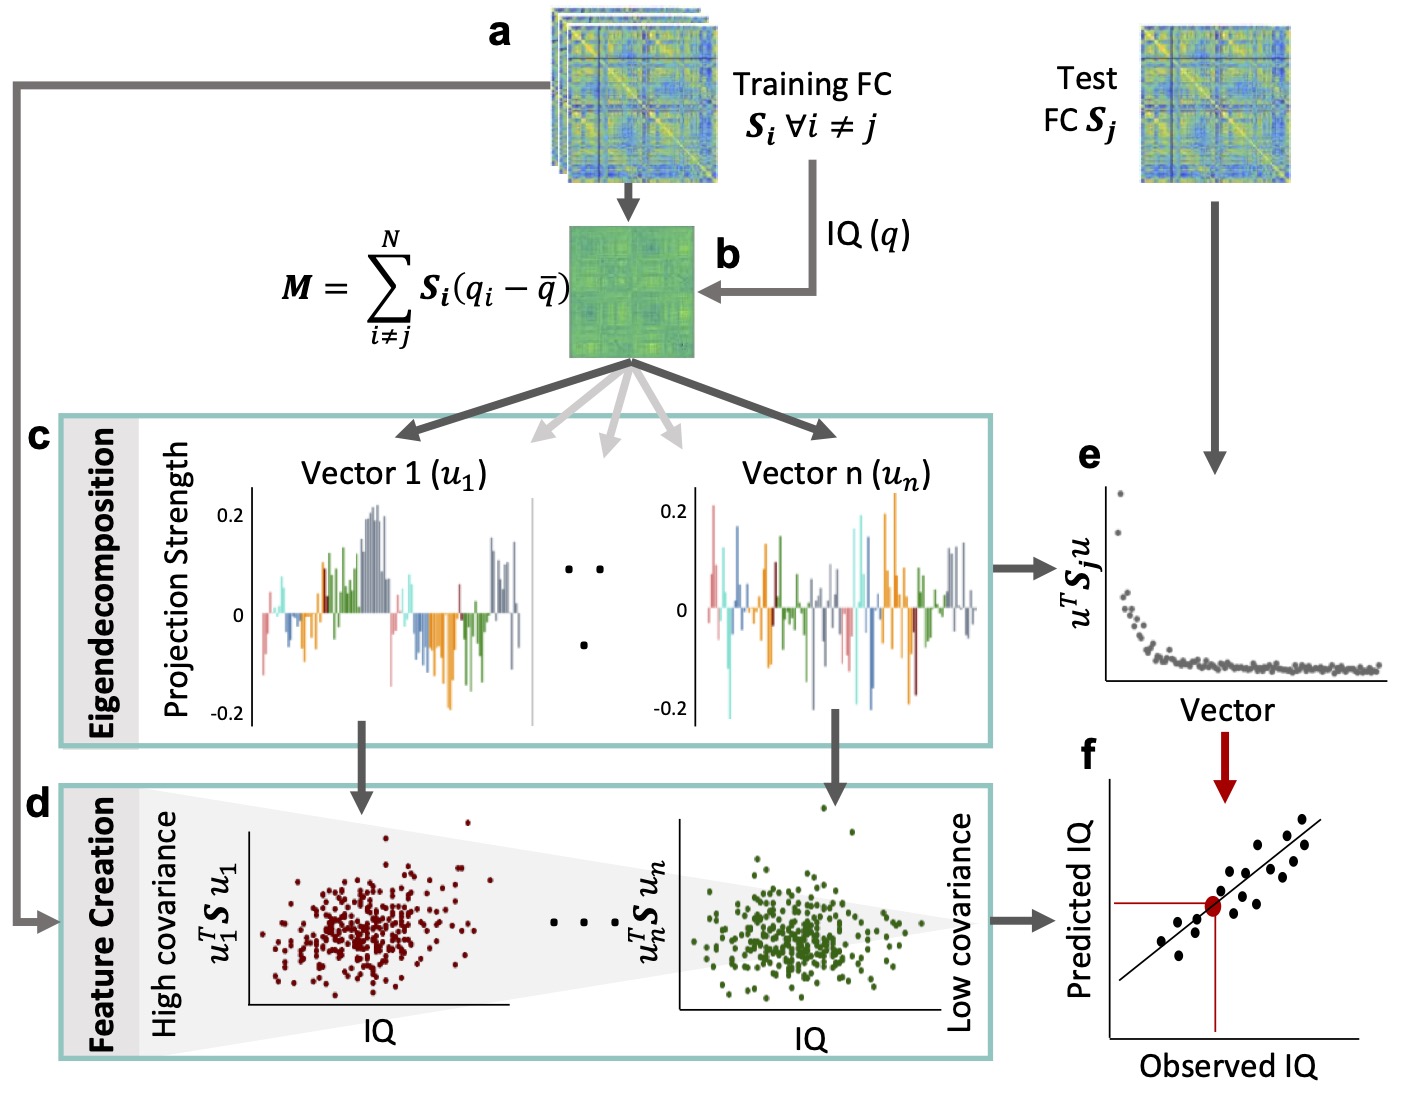 a
Training FC
S_i ∀i ≠ j
Test
FC S_j
IQ (q)
b
M = ∑_{i≠j}^{N} S_i(q_i − q̅)
c
Eigendecomposition
Projection Strength
Vector 1 (u_1)
0.2
0
-0.2
Vector n (u_n)
0.2
0
-0.2
e
u^T S_j u
Vector
d
Feature Creation
High covariance
u_1^T S u_1
IQ
u_n^T S u_n
IQ
Low covariance
f
Predicted IQ
Observed IQ